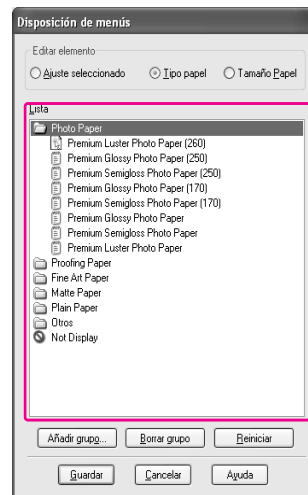 Disposición de menús
Editar elemento
Ajuste seleccionado Tipo papel Tamaño Papel
Lista
Photo Paper
Premium Luster Photo Paper (260)
Premium Glossy Photo Paper (250)
Premium Semigloss Photo Paper (250)
Premium Glossy Photo Paper (170)
Premium Semigloss Photo Paper (170)
Premium Glossy Photo Paper
Premium Semigloss Photo Paper
Premium Luster Photo Paper
Proofing Paper
Fine Art Paper
Matte Paper
Plain Paper
Otros
Not Display
Añadir grupo... Borrar grupo Reiniciar
Guardar Cancelar Ayuda